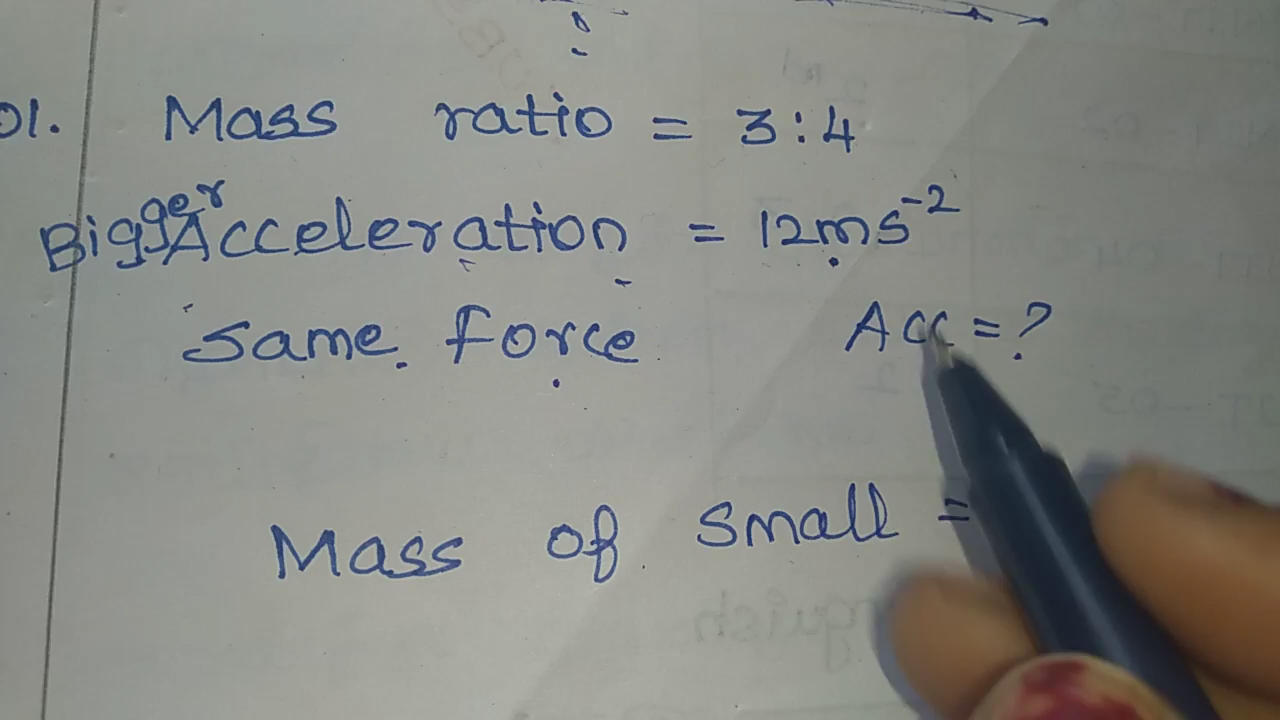 01. Mass ratio = 3:4
Bigger Acceleration = 12ms⁻²
Same force Acc = ?
Mass of small =